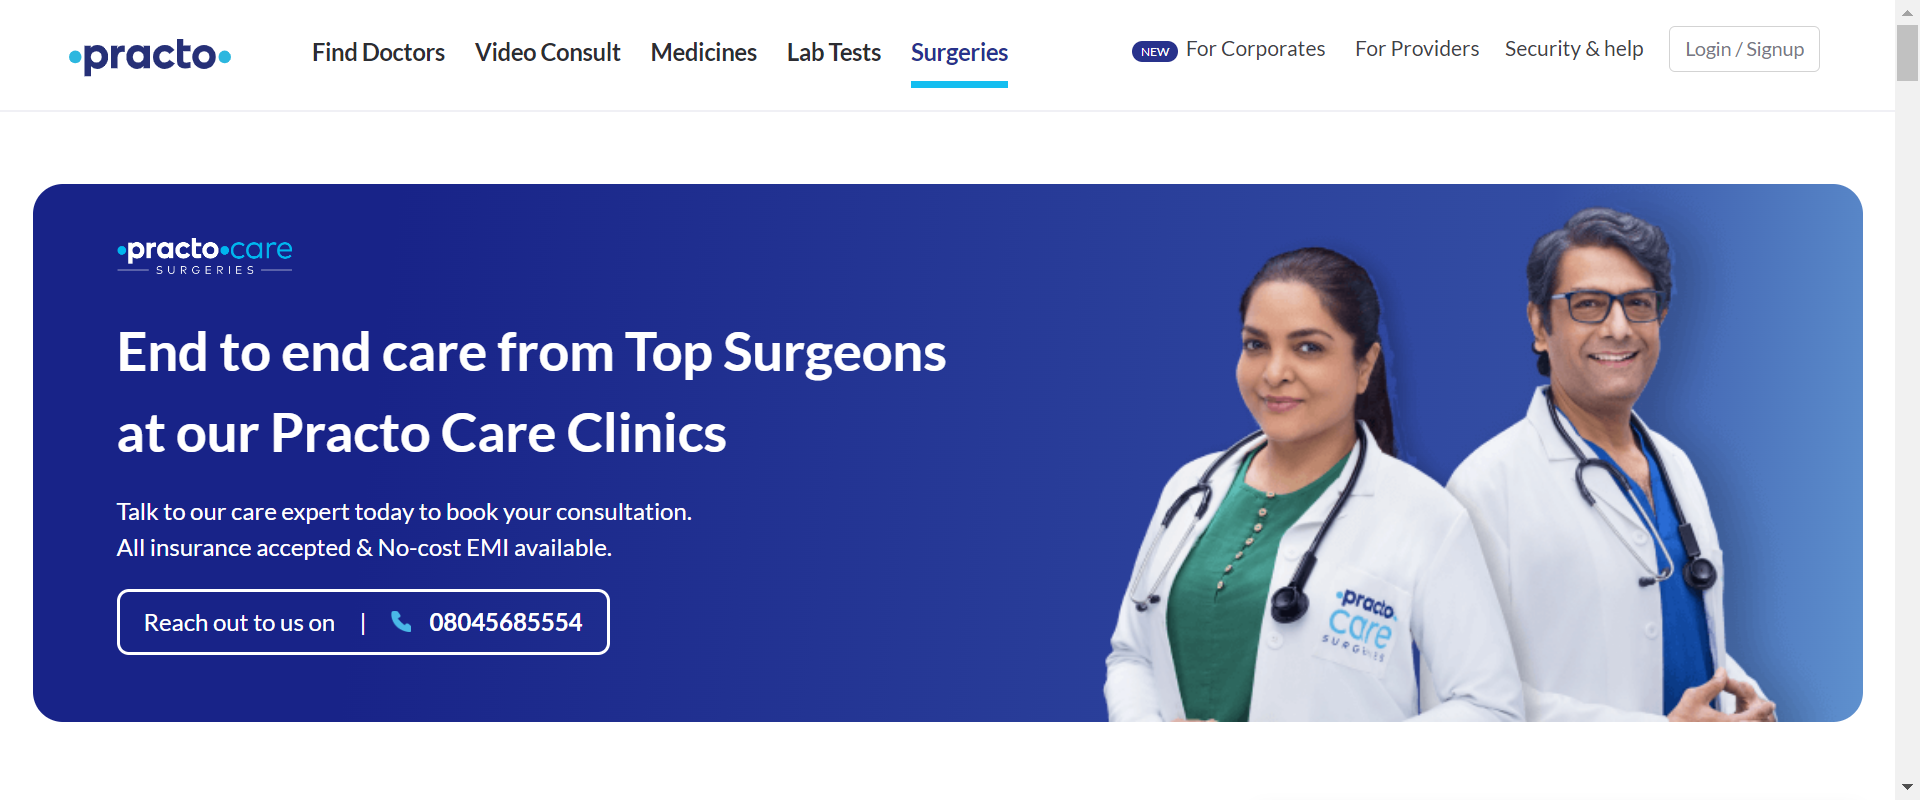 practo
Find Doctors
Video Consult
Medicines
Lab Tests
Surgeries
NEW For Corporates
For Providers
Security & help
Login / Signup
practo care
SURGERIES
End to end care from Top Surgeons
at our Practo Care Clinics
Talk to our care expert today to book your consultation.
All insurance accepted & No-cost EMI available.
Reach out to us on | 08045685554
practo
care
SURGERIES